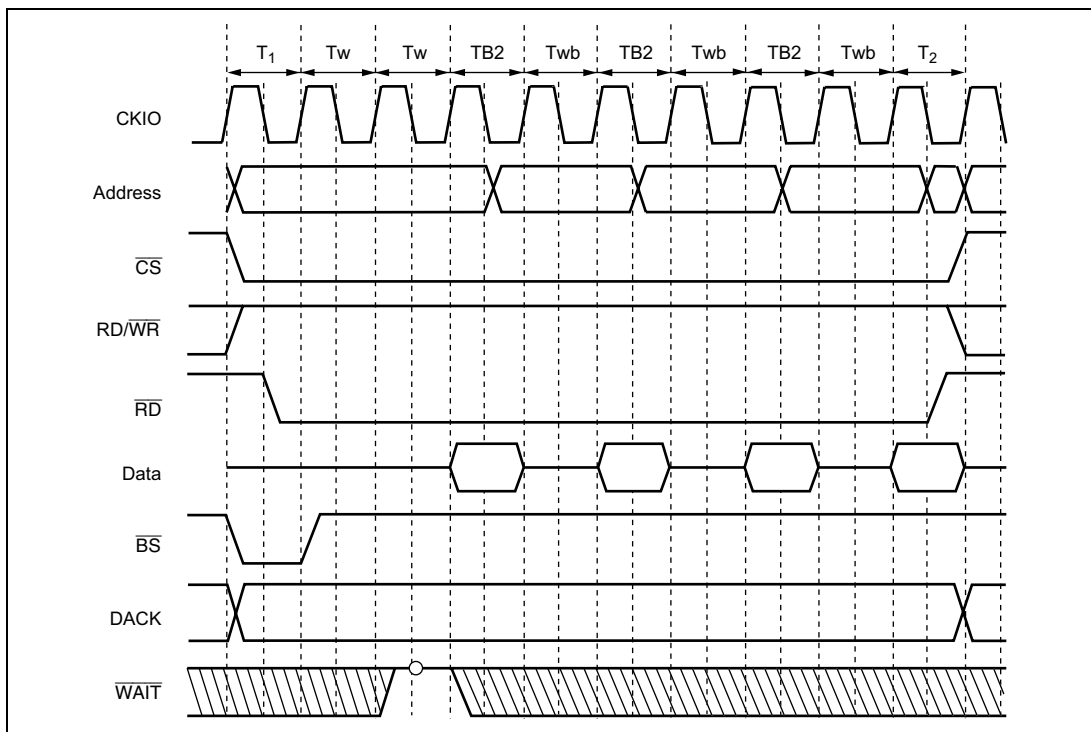 T1 Tw Tw TB2 Twb TB2 Twb TB2 Twb T2
CKIO
Address
CS
RD/WR
RD
Data
BS
DACK
WAIT